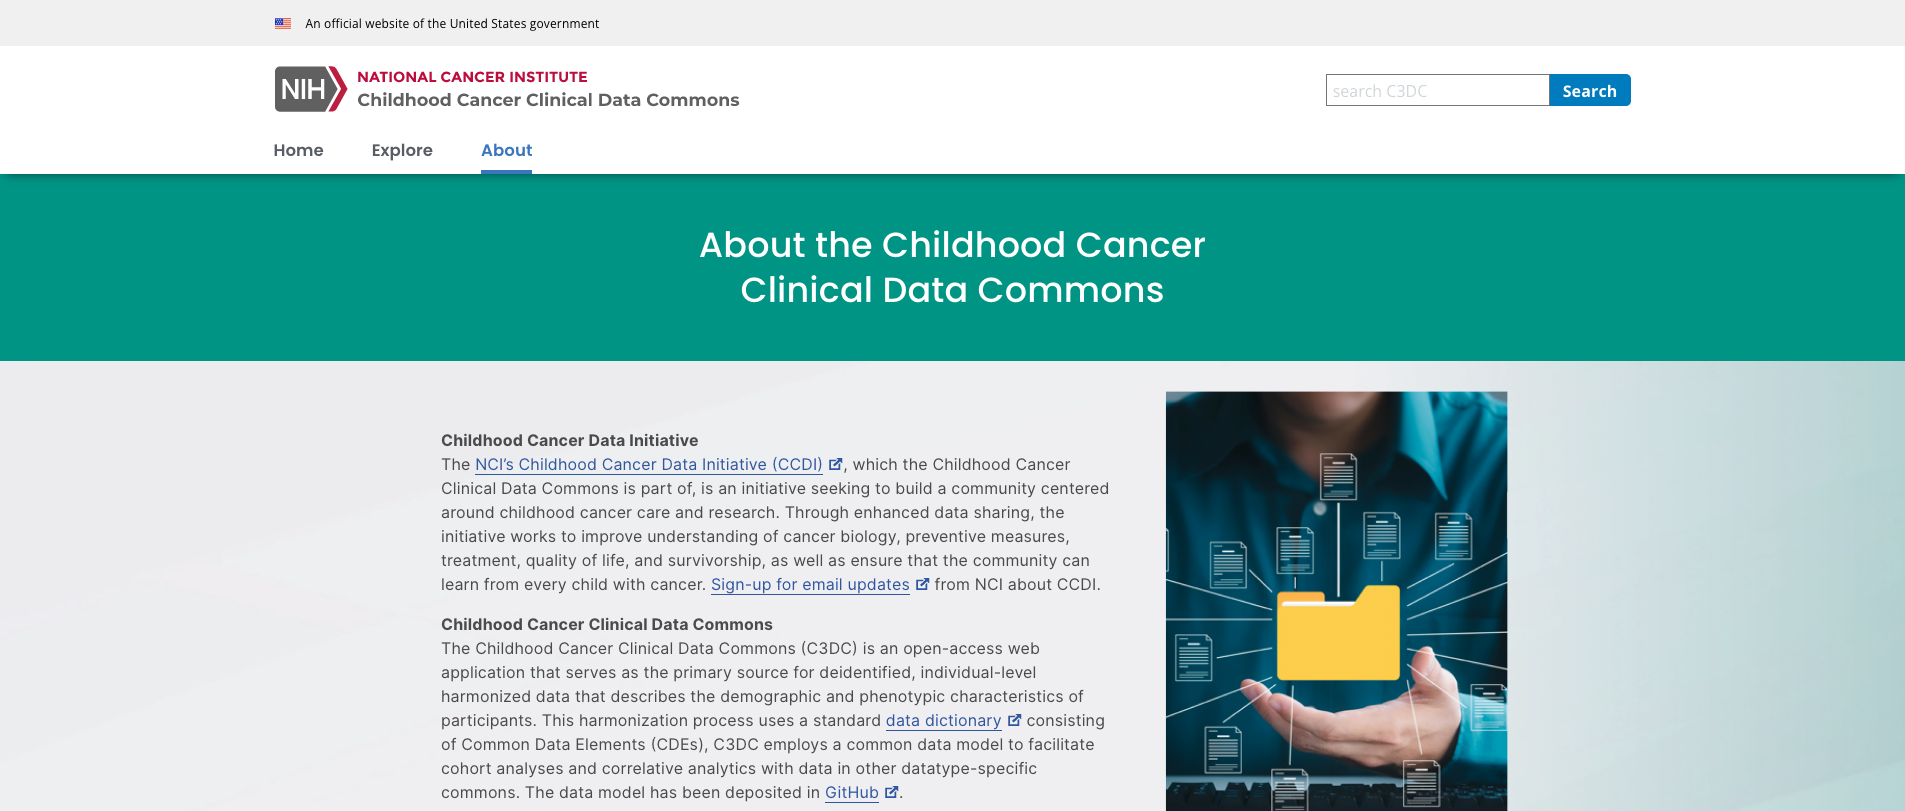 An official website of the United States government
NIH
NATIONAL CANCER INSTITUTE
Childhood Cancer Clinical Data Commons
search C3DC
Search
Home
Explore
About
About the Childhood Cancer
Clinical Data Commons
Childhood Cancer Data Initiative
The NCI’s Childhood Cancer Data Initiative (CCDI) , which the Childhood Cancer
Clinical Data Commons is part of, is an initiative seeking to build a community centered
around childhood cancer care and research. Through enhanced data sharing, the
initiative works to improve understanding of cancer biology, preventive measures,
treatment, quality of life, and survivorship, as well as ensure that the community can
learn from every child with cancer. Sign-up for email updates from NCI about CCDI.
Childhood Cancer Clinical Data Commons
The Childhood Cancer Clinical Data Commons (C3DC) is an open-access web
application that serves as the primary source for deidentified, individual-level
harmonized data that describes the demographic and phenotypic characteristics of
participants. This harmonization process uses a standard data dictionary consisting
of Common Data Elements (CDEs), C3DC employs a common data model to facilitate
cohort analyses and correlative analytics with data in other datatype-specific
commons. The data model has been deposited in GitHub .